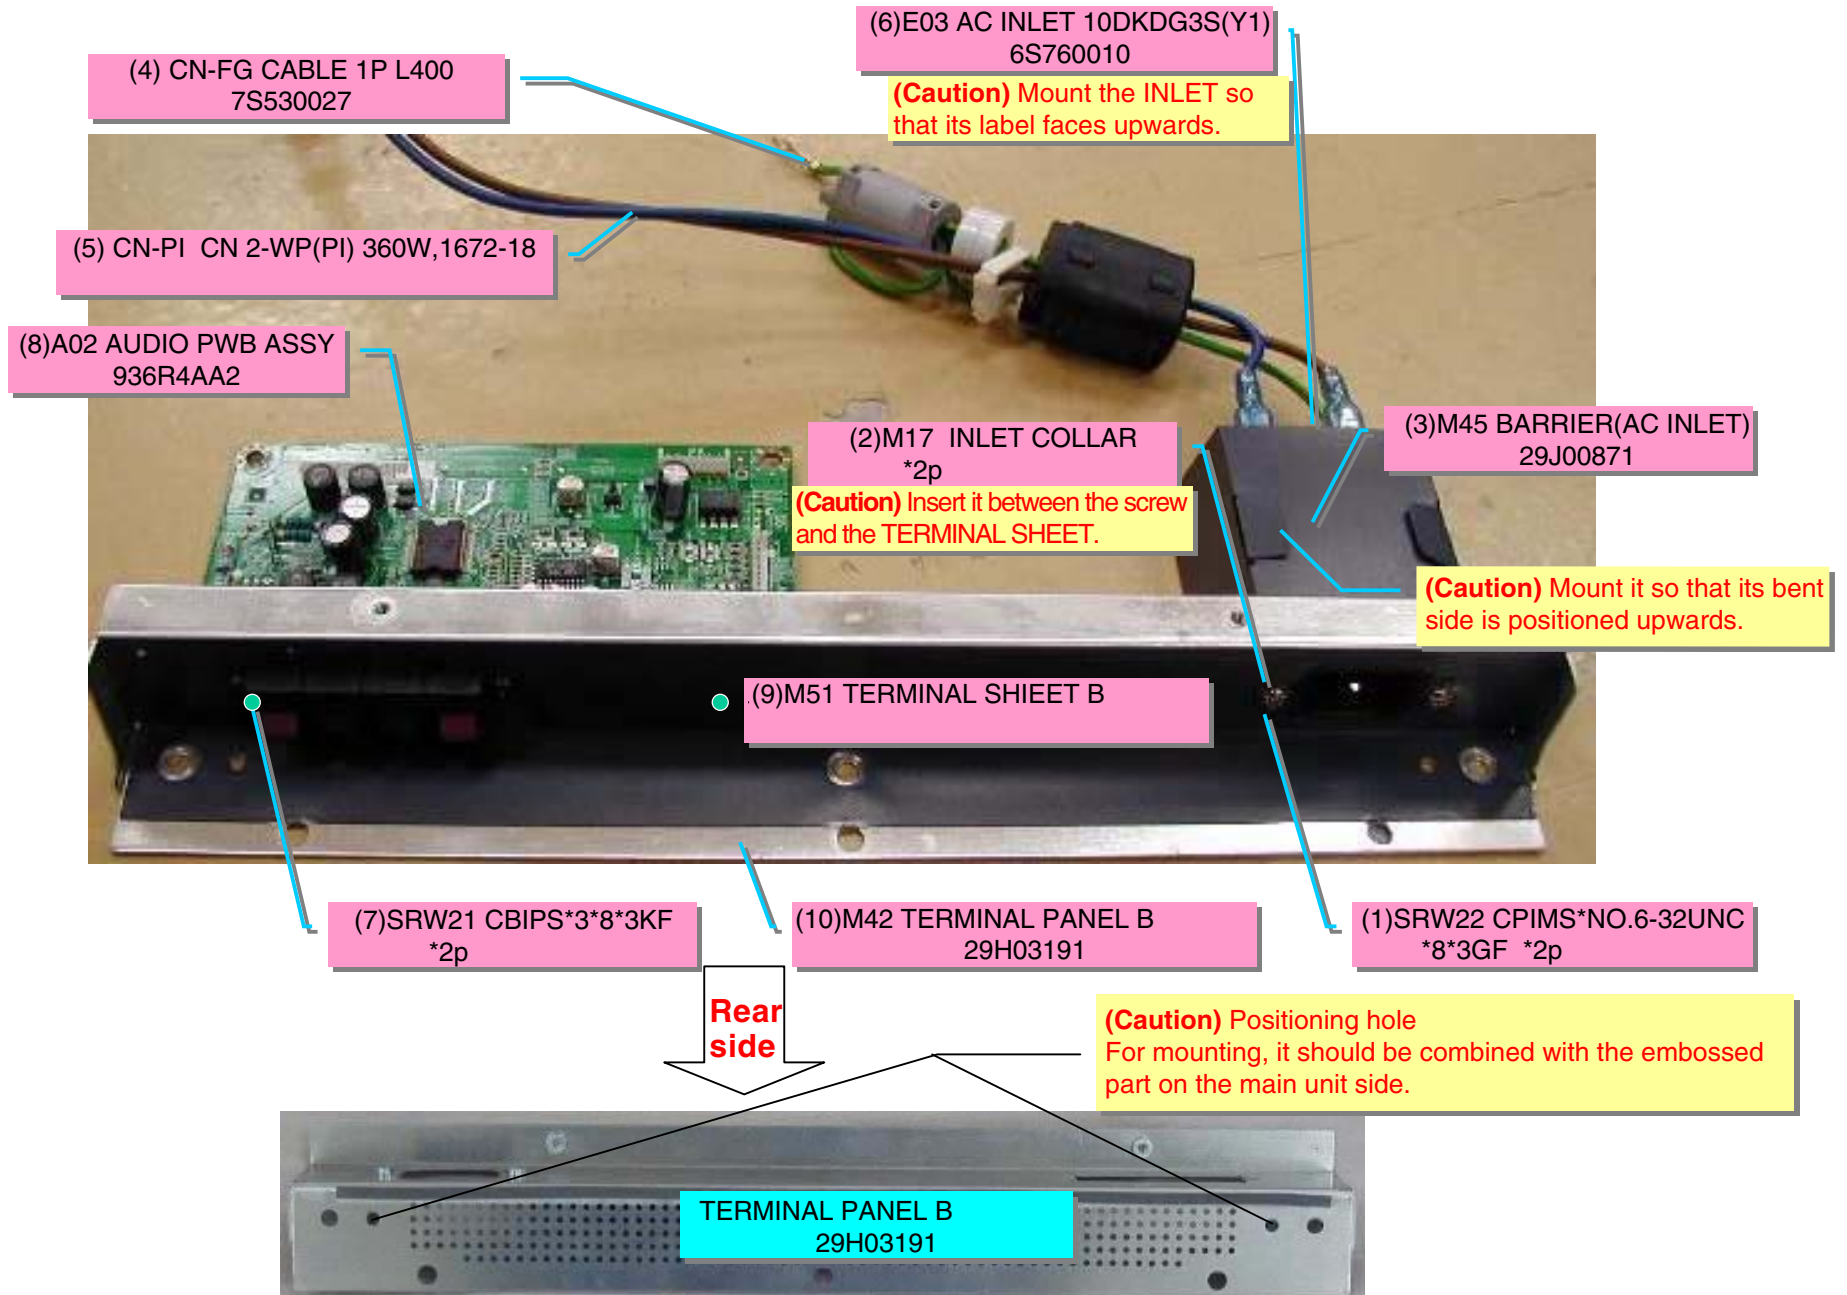 (6)E03 AC INLET 10DKDG3S(Y1)
6S760010
(Caution) Mount the INLET so
that its label faces upwards.
(4) CN-FG CABLE 1P L400
7S530027
(5) CN-PI CN 2-WP(PI) 360W,1672-18
(8)A02 AUDIO PWB ASSY
936R4AA2
(2)M17 INLET COLLAR
*2p
(Caution) Insert it between the screw
and the TERMINAL SHEET.
(3)M45 BARRIER(AC INLET)
29J00871
(Caution) Mount it so that its bent
side is positioned upwards.
(9)M51 TERMINAL SHIEET B
(7)SRW21 CBIPS*3*8*3KF
*2p
(10)M42 TERMINAL PANEL B
29H03191
(1)SRW22 CPIMS*NO.6-32UNC
*8*3GF *2p
Rear
side
(Caution) Positioning hole
For mounting, it should be combined with the embossed
part on the main unit side.
TERMINAL PANEL B
29H03191